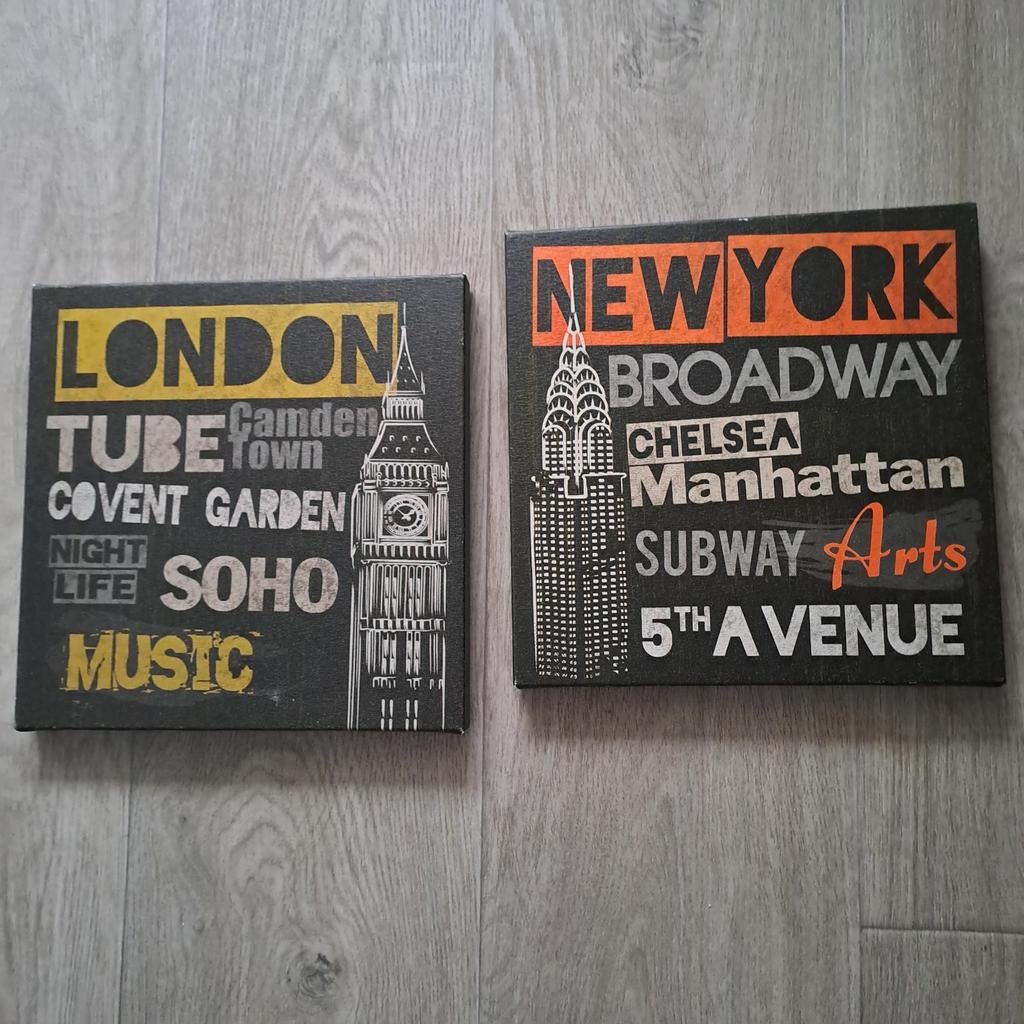 LONDON
TUBE
Camden
Town
COVENT GARDEN
NIGHT
LIFE
SOHO
MUSIC
NEW YORK
BROADWAY
CHELSEA
Manhattan
SUBWAY Arts
5TH AVENUE